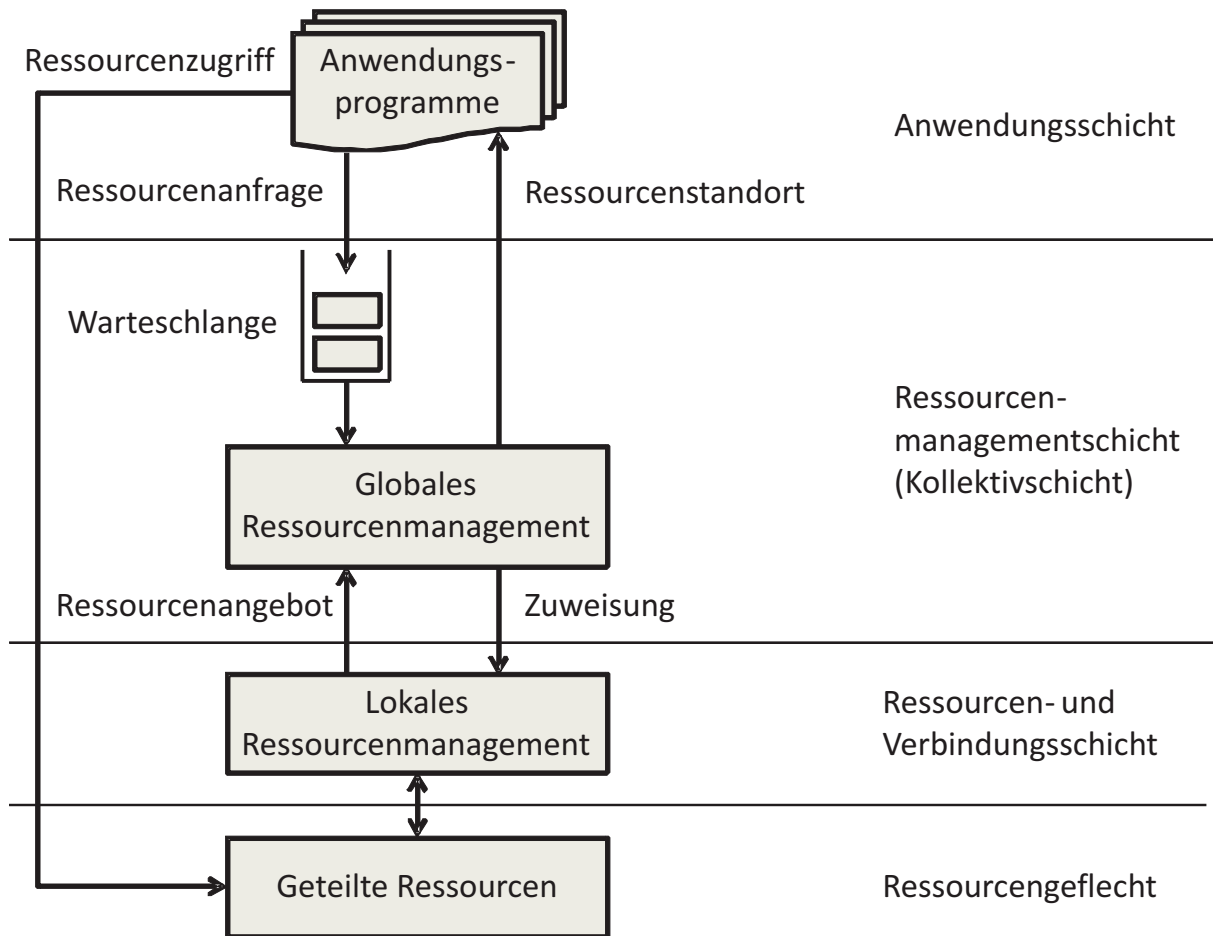 Ressourcenzugriff
Anwendungs-
programme
Anwendungsschicht
Ressourcenanfrage
Ressourcenstandort
Warteschlange
Ressourcen-
managementschicht
(Kollektivschicht)
Globales
Ressourcenmanagement
Ressourcenangebot
Zuweisung
Lokales
Ressourcenmanagement
Ressourcen- und
Verbindungsschicht
Geteilte Ressourcen
Ressourcengeflecht